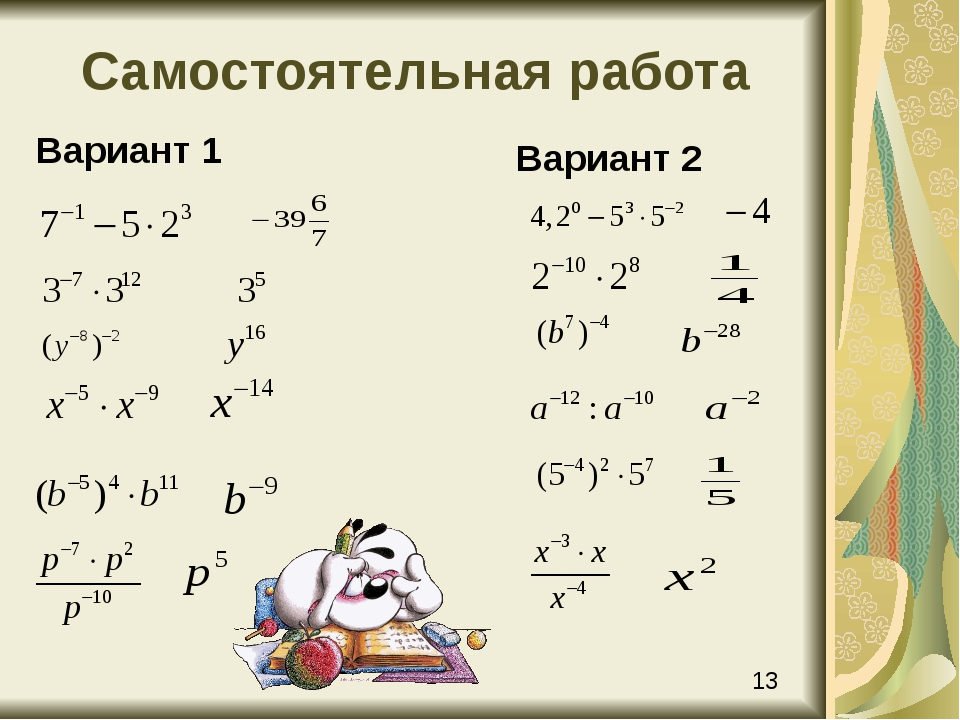 Самостоятельная работа
Вариант 1
7⁻¹ − 5 · 2³ −39 6/7
3⁻⁷ · 3¹² 3⁵
(y⁻⁸)⁻² y¹⁶
x⁻⁵ · x⁻⁹ x⁻¹⁴
(b⁻⁵)⁴ · b¹¹ b⁻⁹
p⁻⁷ · p² / p⁻¹⁰ p⁵
Вариант 2
4,2⁰ − 5³ · 5⁻² −4
2⁻¹⁰ · 2⁸ 1/4
(b⁷)⁻⁴ b⁻²⁸
a⁻¹² : a⁻¹⁰ a⁻²
(5⁻⁴)² · 5⁷ 1/5
x⁻³ · x / x⁻⁴ x²
13